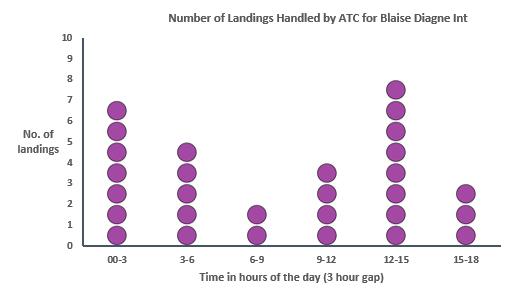 Number of Landings Handled by ATC for Blaise Diagne Int
10
9
8
7
6
5
4
3
2
1
0
No. of
landings
00-3 3-6 6-9 9-12 12-15 15-18
Time in hours of the day (3 hour gap)